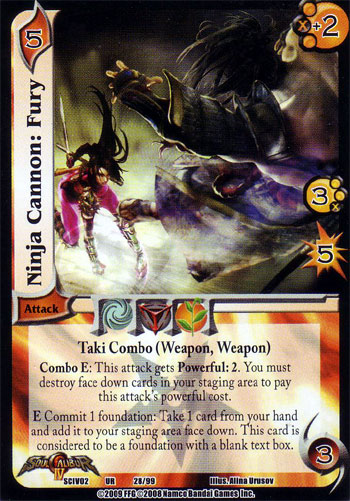 5
+2
Ninja Cannon: Fury
3
5
Attack
Taki Combo (Weapon, Weapon)
Combo E: This attack gets Powerful: 2. You must
destroy face down cards in your staging area to pay
this attack's powerful cost.
E Commit 1 foundation: Take 1 card from your hand
and add it to your staging area face down. This card is
considered to be a foundation with a blank text box.
3
SOULCALIBUR
IV
SCIV02 UR 28/99 Illus. Alina Urusov
©2009 FFG ©2008 Namco Bandai Games Inc.